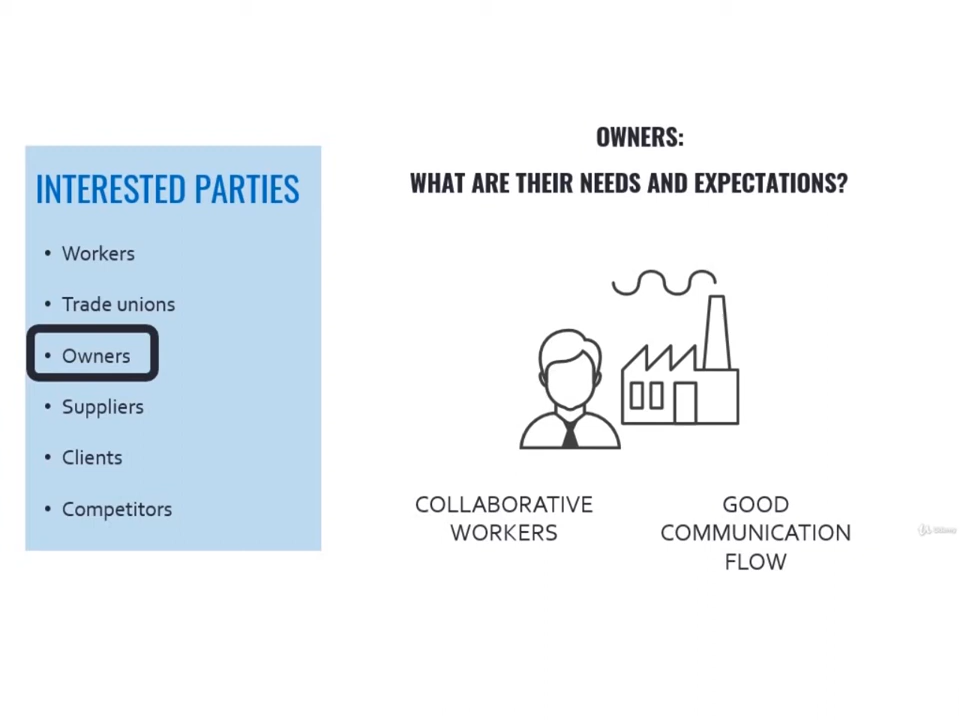 INTERESTED PARTIES
• Workers
• Trade unions
• Owners
• Suppliers
• Clients
• Competitors
OWNERS:
WHAT ARE THEIR NEEDS AND EXPECTATIONS?
COLLABORATIVE
WORKERS
GOOD
COMMUNICATION
FLOW